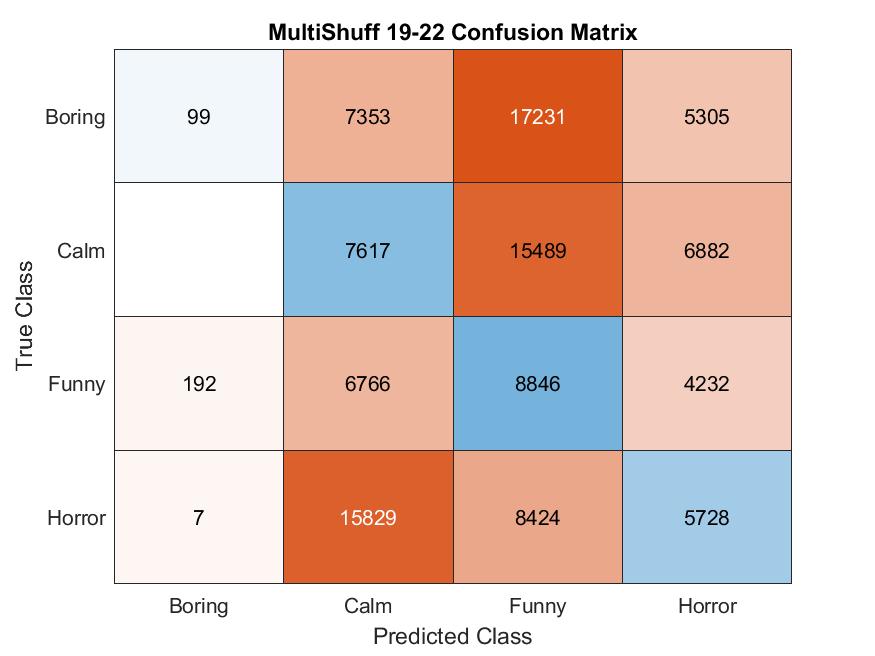 MultiShuff 19-22 Confusion Matrix
True Class
Boring 99 7353 17231 5305
Calm 7617 15489 6882
Funny 192 6766 8846 4232
Horror 7 15829 8424 5728
Boring Calm Funny Horror
Predicted Class